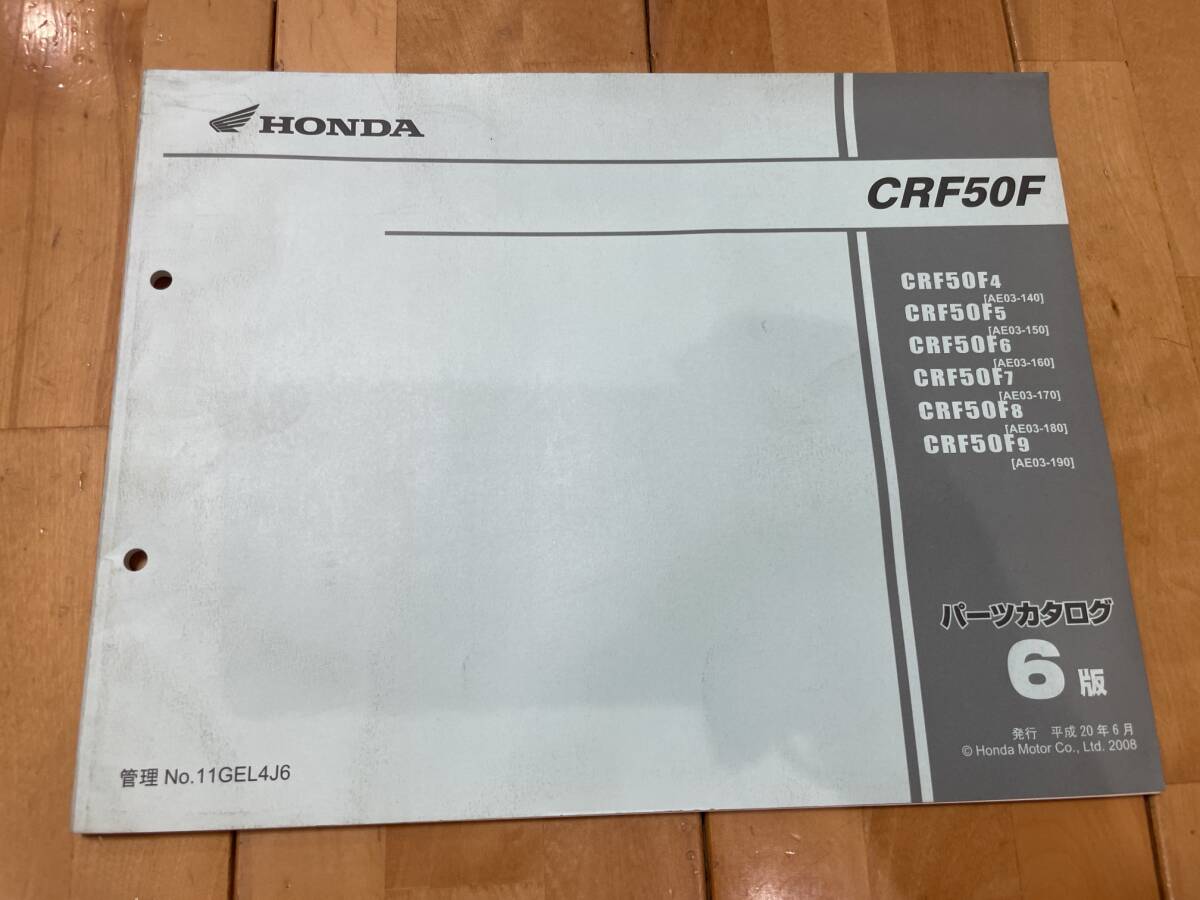 HONDA
CRF50F
CRF50F4
[AE03-140]
CRF50F5
[AE03-150]
CRF50F6
[AE03-160]
CRF50F7
[AE03-170]
CRF50F8
[AE03-180]
CRF50F9
[AE03-190]
パーツカタログ
6版
発行 平成20年6月
© Honda Motor Co., Ltd. 2008
管理 No.11GEL4J6